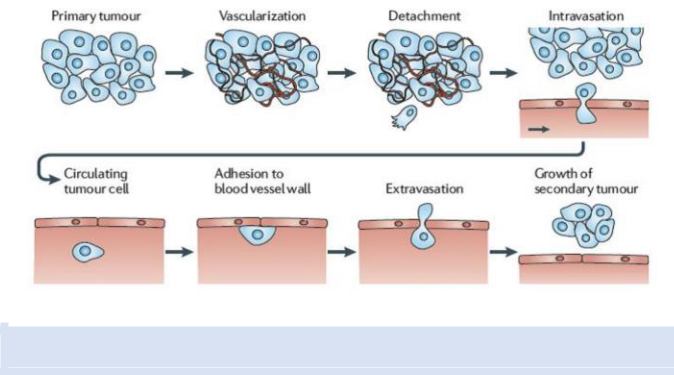 Primary tumour
Vascularization
Detachment
Intravasation
Circulating
tumour cell
Adhesion to
blood vessel wall
Extravasation
Growth of
secondary tumour